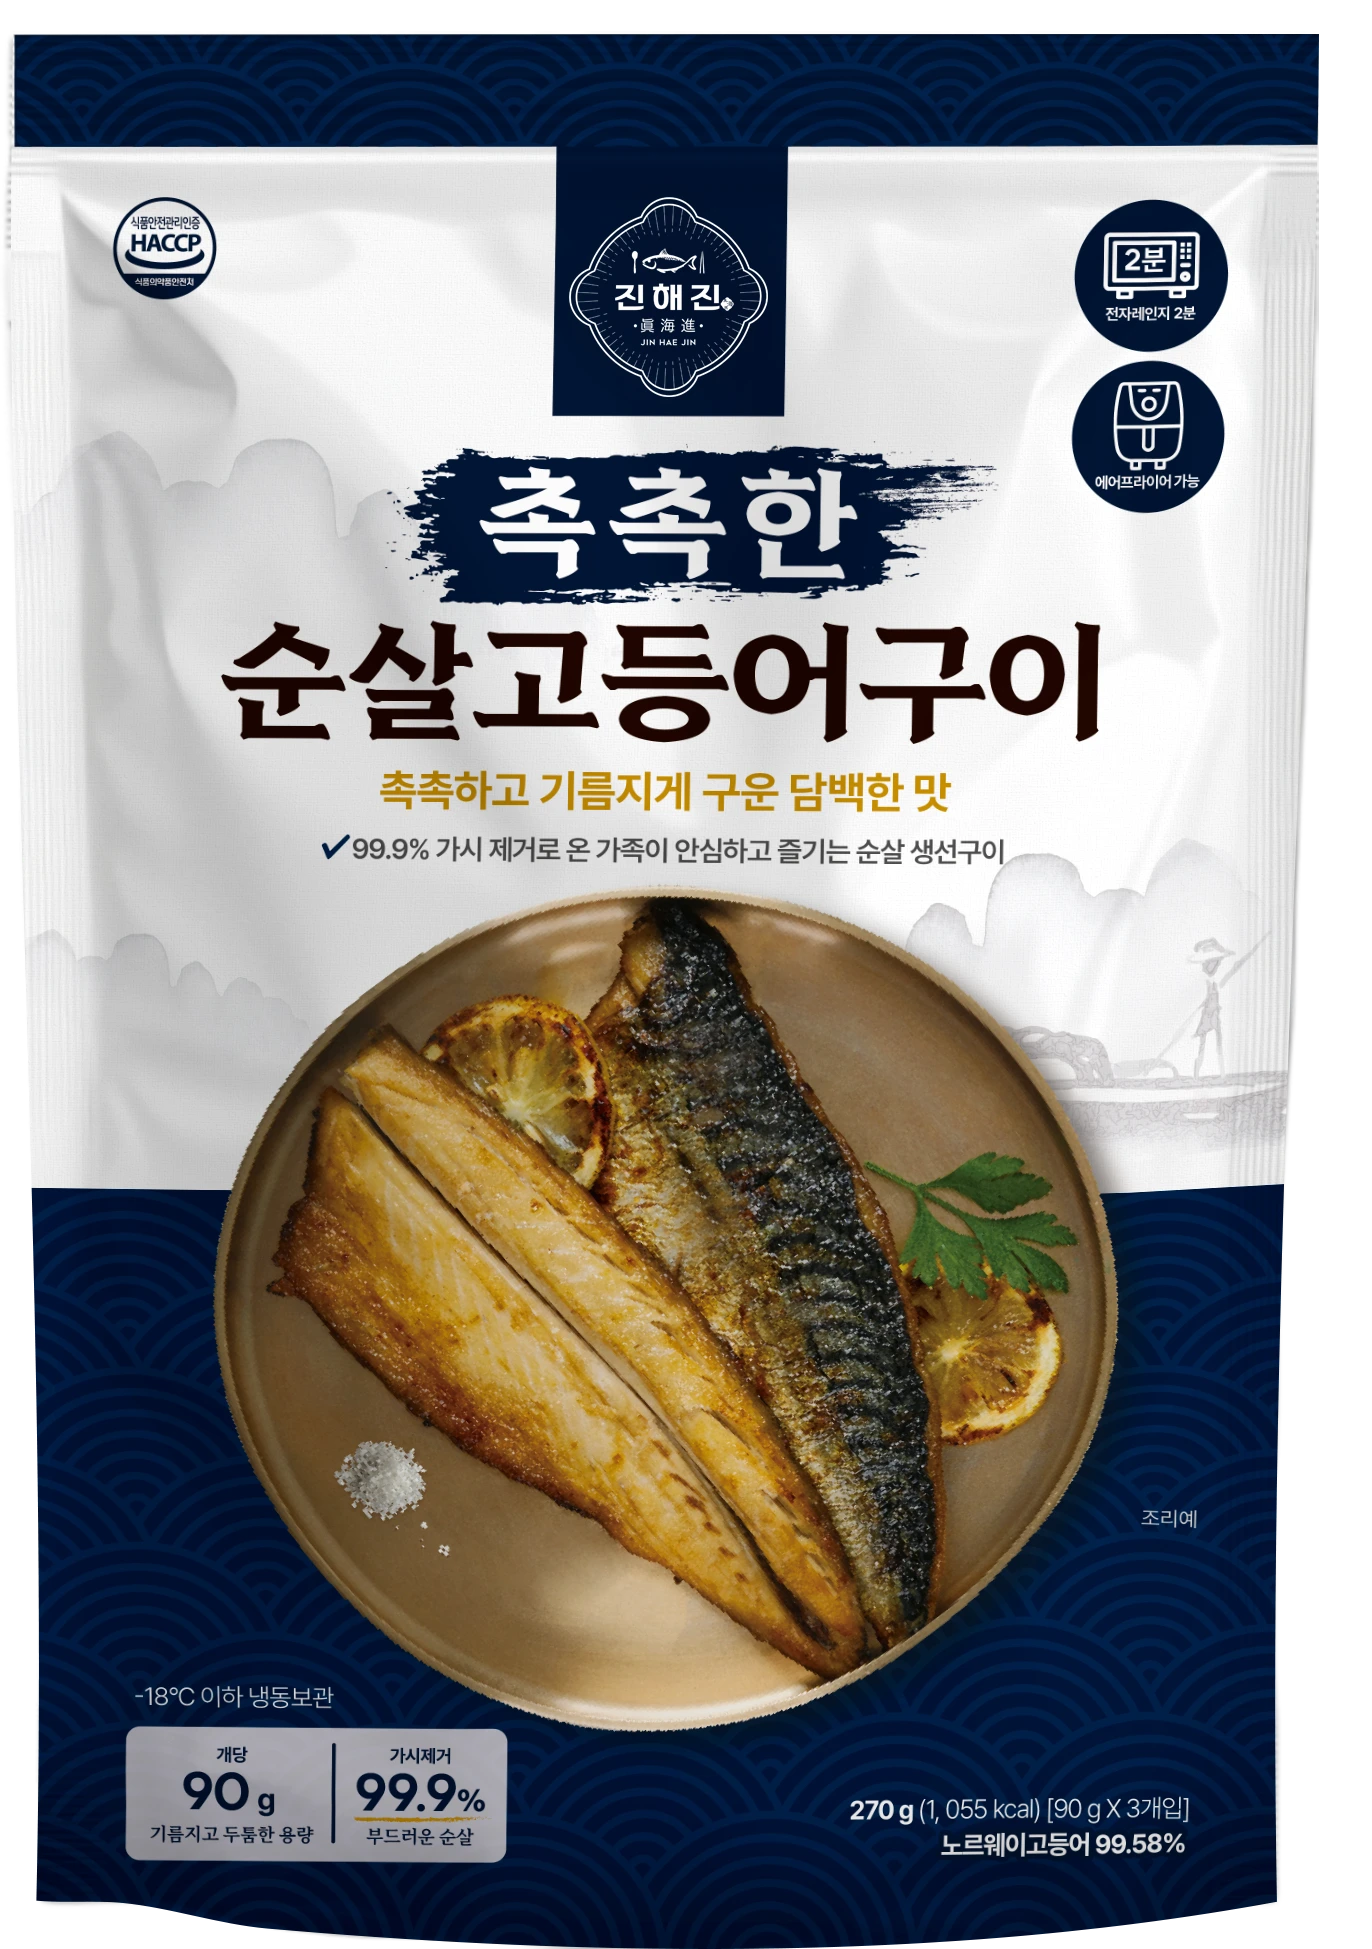 식품안전관리인증
HACCP
식품의약품안전처
진해진
·眞海進·
JIN HAE JIN
2분
전자레인지 2분
에어프라이어 가능
촉촉한
순살고등어구이
촉촉하고 기름지게 구운 담백한 맛
✓99.9% 가시 제거로 온 가족이 안심하고 즐기는 순살 생선구이
조리예
-18℃ 이하 냉동보관
개당
90 g
기름지고 두툼한 용량
가시제거
99.9%
부드러운 순살
270 g (1, 055 kcal) [90 g X 3개입]
노르웨이고등어 99.58%